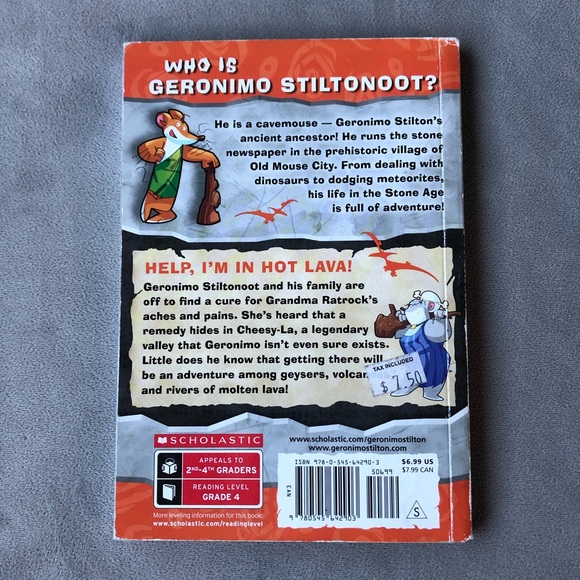 WHO IS
GERONIMO STILTONOOT?
He is a cavemouse — Geronimo Stilton's
ancient ancestor! He runs the stone
newspaper in the prehistoric village of
Old Mouse City. From dealing with
dinosaurs to dodging meteorites,
his life in the Stone Age
is full of adventure!
HELP, I'M IN HOT LAVA!
Geronimo Stiltonoot and his family are
off to find a cure for Grandma Ratrock's
aches and pains. She's heard that a
remedy hides in Cheesy-La, a legendary
valley that Geronimo isn't even sure exists.
Little does he know that getting there will
be an adventure among geysers, volcan
and rivers of molten lava!
TAX INCLUDED
$ 7.50
SCHOLASTIC
APPEALS TO
2ND–4TH GRADERS
READING LEVEL
GRADE 4
More leveling information for this book:
www.scholastic.com/readinglevel
www.scholastic.com/geronimostilton
www.geronimostilton.com
ISBN 978-0-545-64290-3
50699
EAN
9 780545 642903
$6.99 US
$7.99 CAN
S